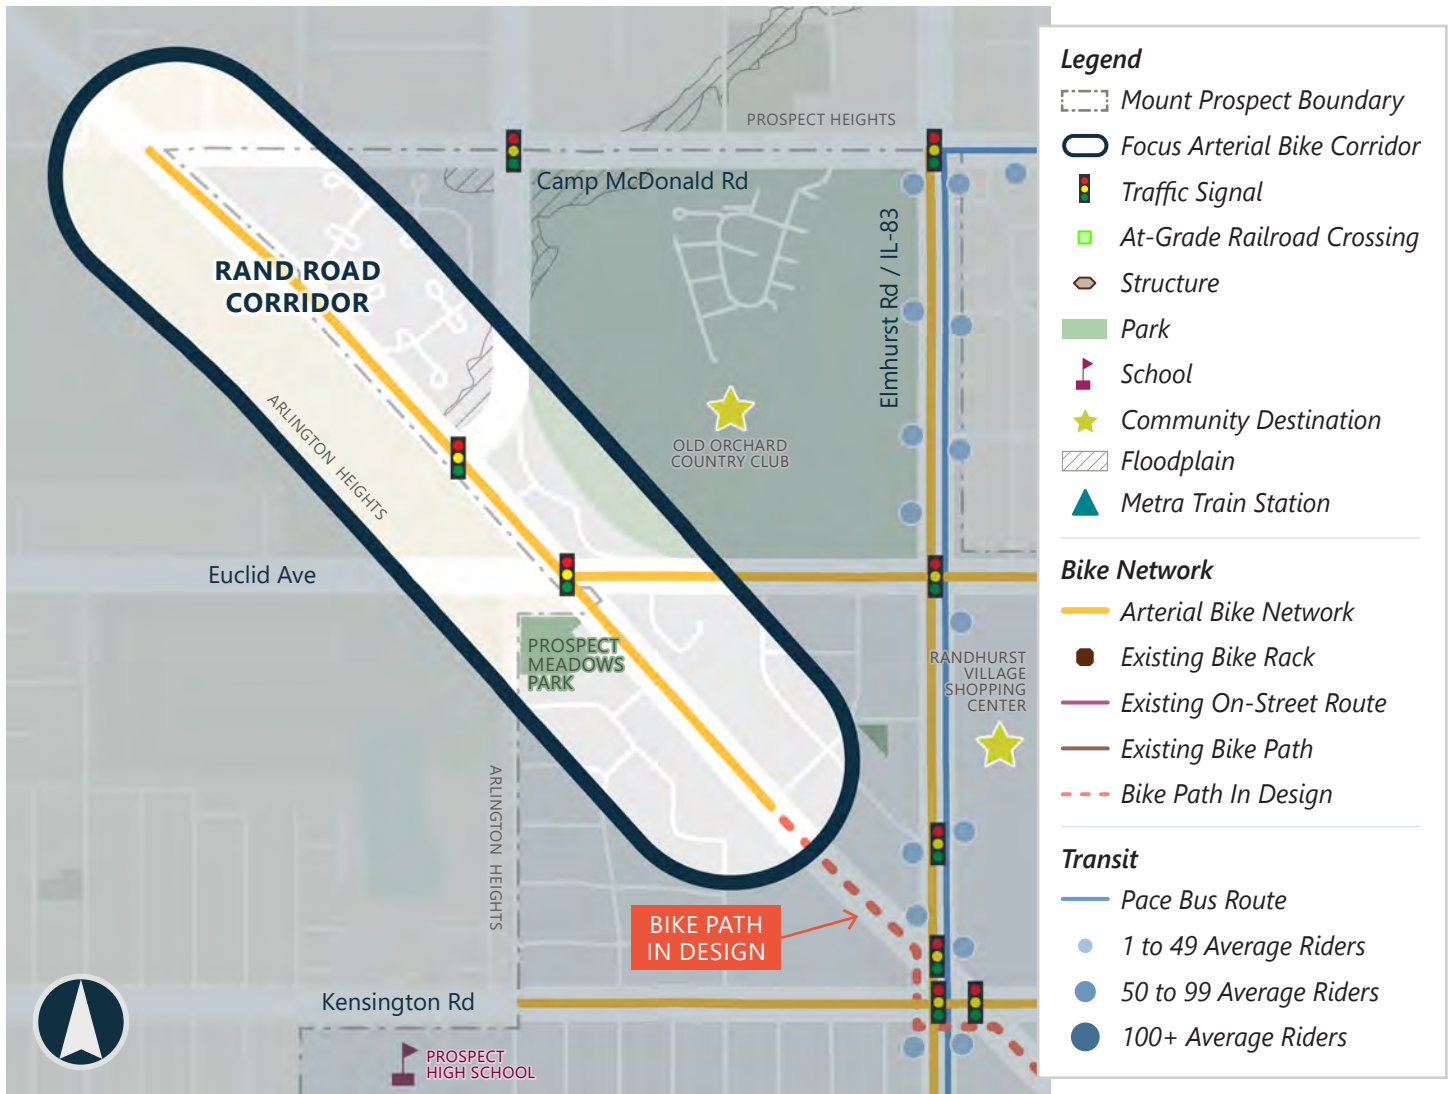 PROSPECT HEIGHTS
Camp McDonald Rd
Elmhurst Rd / IL-83
RAND ROAD
CORRIDOR
ARLINGTON HEIGHTS
OLD ORCHARD
COUNTRY CLUB
Euclid Ave
PROSPECT
MEADOWS
PARK
RANDHURST
VILLAGE
SHOPPING
CENTER
ARLINGTON HEIGHTS
BIKE PATH
IN DESIGN
Kensington Rd
PROSPECT
HIGH SCHOOL
Legend
Mount Prospect Boundary
Focus Arterial Bike Corridor
Traffic Signal
At-Grade Railroad Crossing
Structure
Park
School
Community Destination
Floodplain
Metra Train Station
Bike Network
Arterial Bike Network
Existing Bike Rack
Existing On-Street Route
Existing Bike Path
Bike Path In Design
Transit
Pace Bus Route
1 to 49 Average Riders
50 to 99 Average Riders
100+ Average Riders